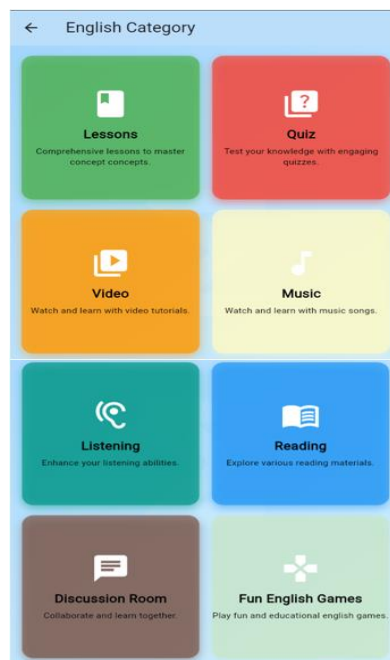 English Category
Lessons
Comprehensive lessons to master
concept concepts.
Quiz
Test your knowledge with engaging
quizzes.
Video
Watch and learn with video tutorials.
Music
Watch and learn with music songs.
Listening
Enhance your listening abilities.
Reading
Explore various reading materials.
Discussion Room
Collaborate and learn together.
Fun English Games
Play fun and educational english games.